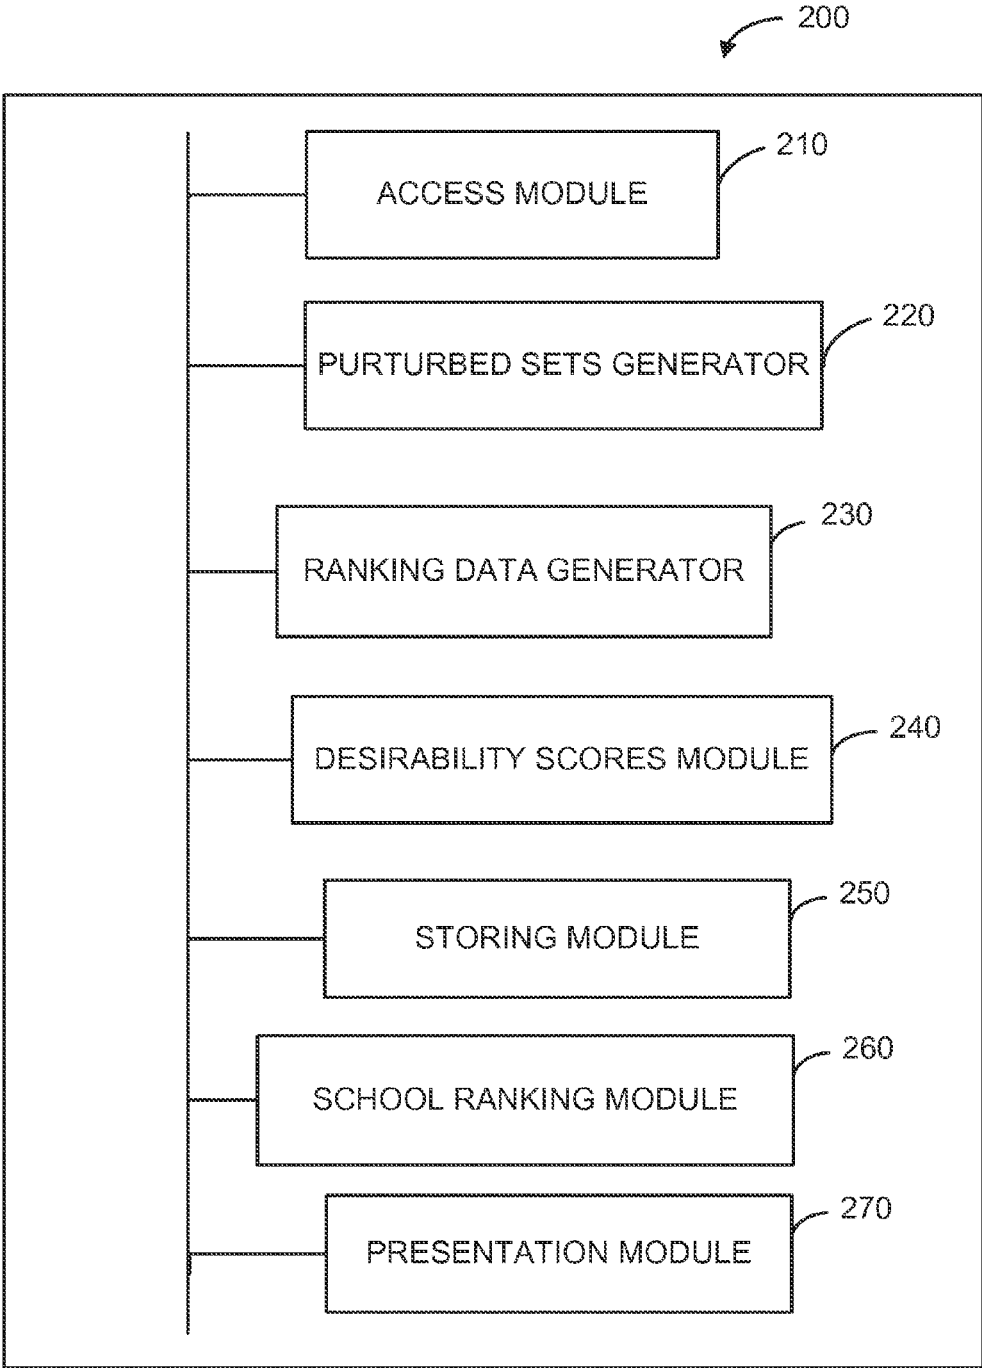 200
210
ACCESS MODULE
220
PURTURBED SETS GENERATOR
230
RANKING DATA GENERATOR
240
DESIRABILITY SCORES MODULE
250
STORING MODULE
260
SCHOOL RANKING MODULE
270
PRESENTATION MODULE